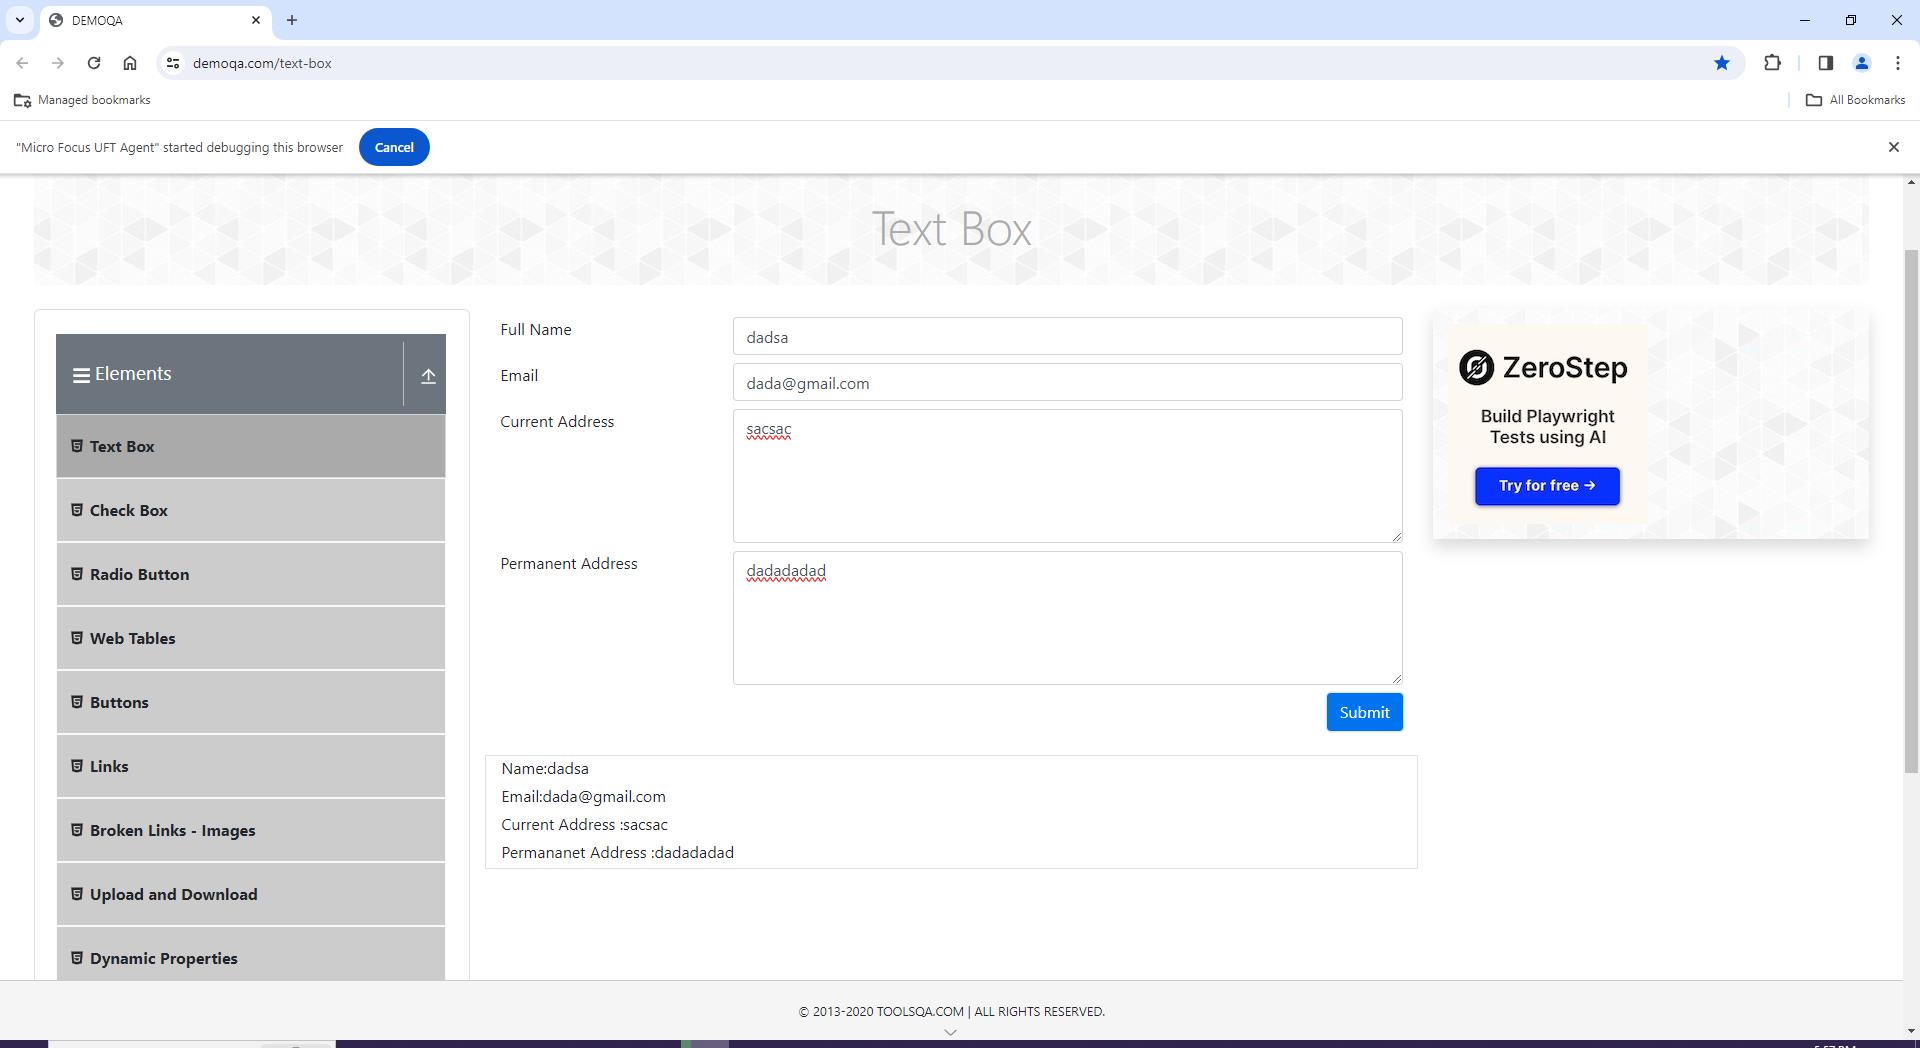 DEMOQA
demoqa.com/text-box
Managed bookmarks
All Bookmarks
"Micro Focus UFT Agent" started debugging this browser
Cancel
Text Box
Elements
Text Box
Check Box
Radio Button
Web Tables
Buttons
Links
Broken Links - Images
Upload and Download
Dynamic Properties
Full Name
dadsa
Email
dada@gmail.com
Current Address
sacsac
Permanent Address
dadadadad
Submit
Name:dadsa
Email:dada@gmail.com
Current Address :sacsac
Permananet Address :dadadadad
ZeroStep
Build Playwright
Tests using AI
Try for free →
© 2013-2020 TOOLSQA.COM | ALL RIGHTS RESERVED.